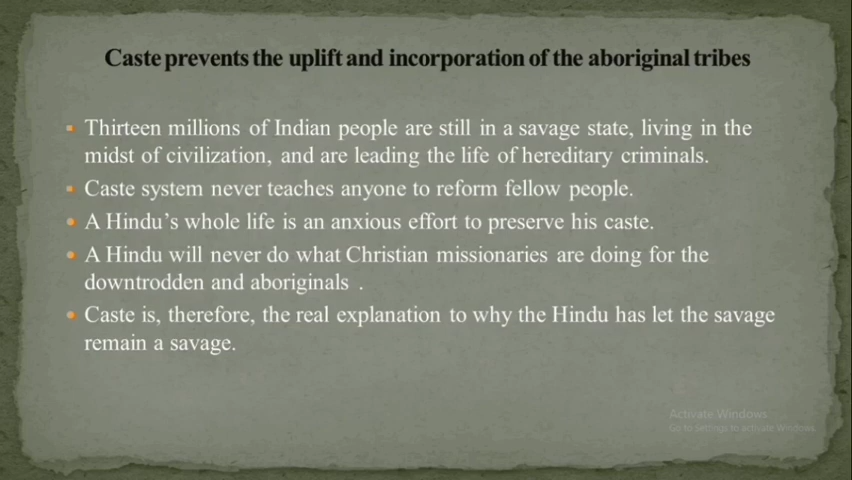 Caste prevents the uplift and incorporation of the aboriginal tribes
Thirteen millions of Indian people are still in a savage state, living in the
midst of civilization, and are leading the life of hereditary criminals.
Caste system never teaches anyone to reform fellow people.
A Hindu's whole life is an anxious effort to preserve his caste.
A Hindu will never do what Christian missionaries are doing for the
downtrodden and aboriginals .
Caste is, therefore, the real explanation to why the Hindu has let the savage
remain a savage.
Activate Windows
Go to Settings to activate Windows.